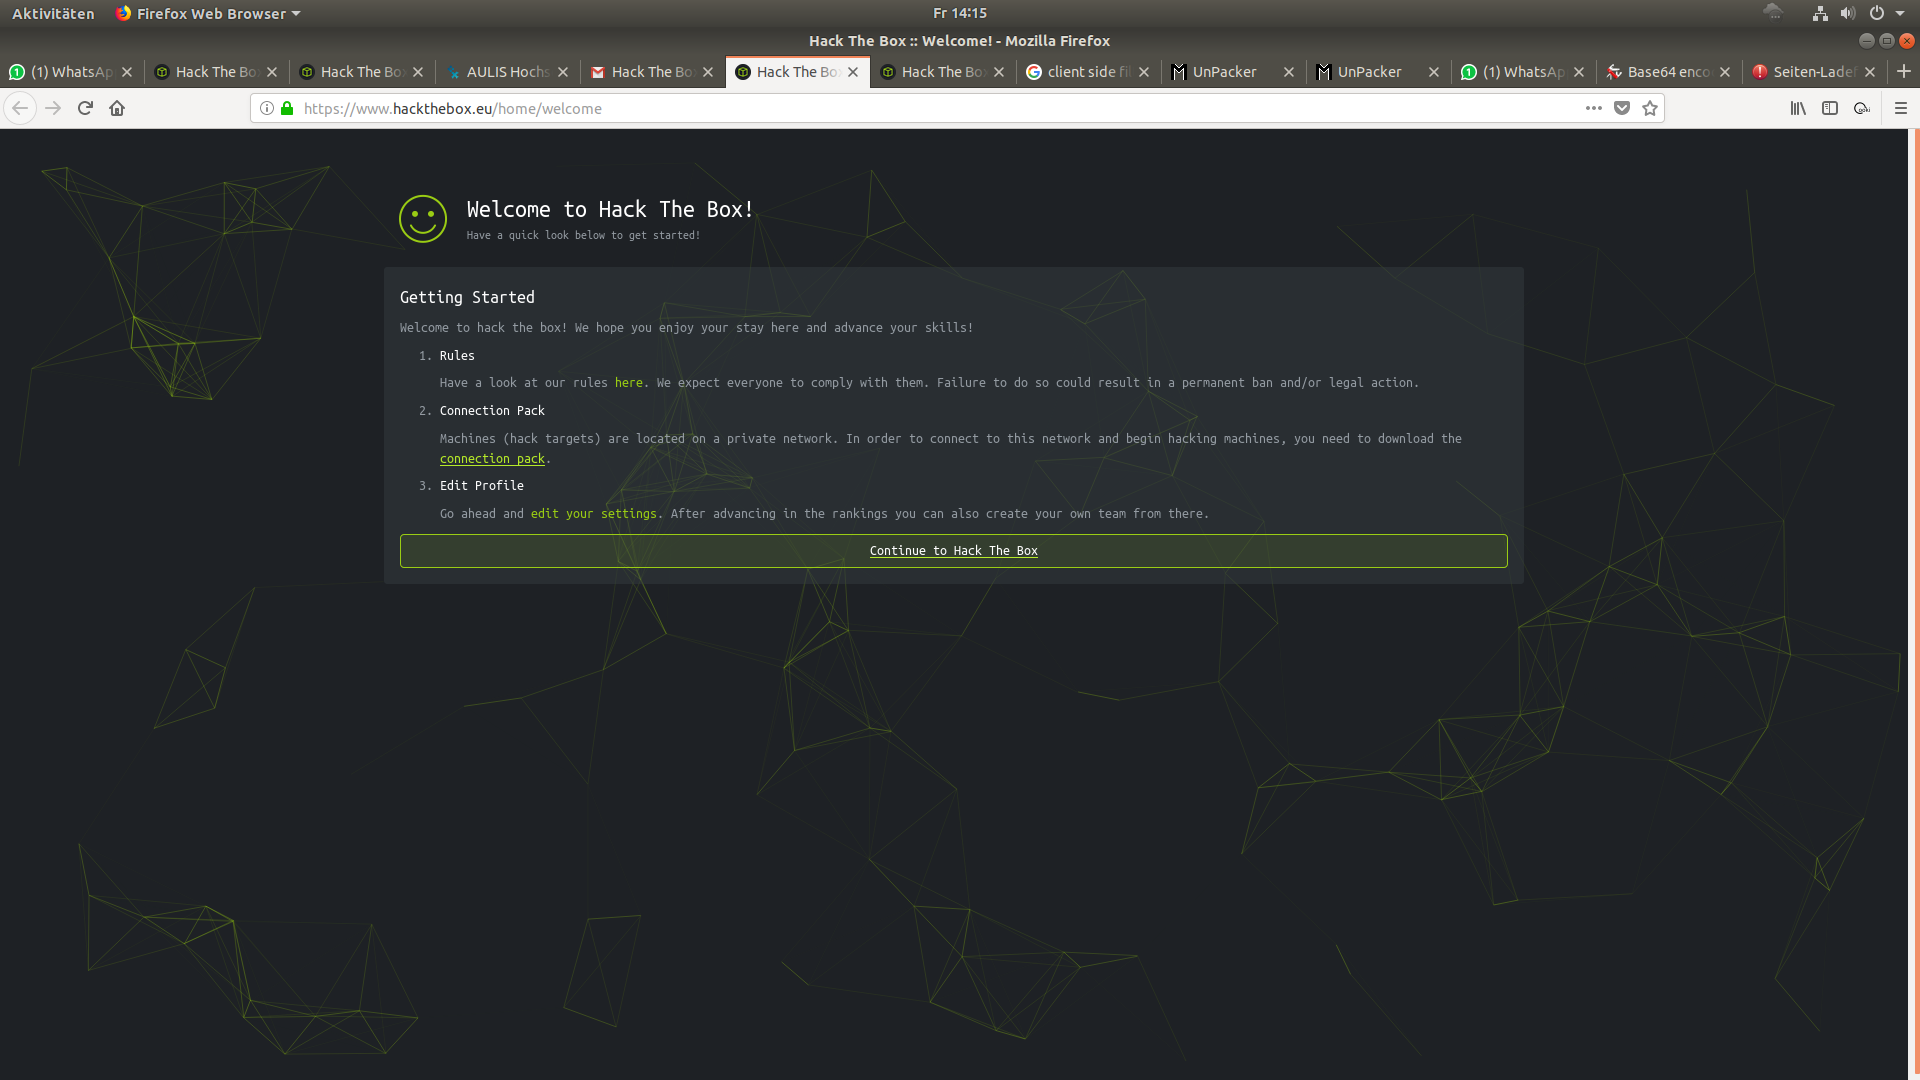 Aktivitäten Firefox Web Browser Fr 14:15
Hack The Box :: Welcome! - Mozilla Firefox
(1) WhatsAp Hack The Bo Hack The Bo AULIS Hochs Hack The Bo Hack The Bo Hack The Bo client side fi UnPacker UnPacker (1) WhatsAp Base64 enco Seiten-Ladef
https://www.hackthebox.eu/home/welcome
Welcome to Hack The Box!
Have a quick look below to get started!
Getting Started
Welcome to hack the box! We hope you enjoy your stay here and advance your skills!
1. Rules
Have a look at our rules here. We expect everyone to comply with them. Failure to do so could result in a permanent ban and/or legal action.
2. Connection Pack
Machines (hack targets) are located on a private network. In order to connect to this network and begin hacking machines, you need to download the
connection pack.
3. Edit Profile
Go ahead and edit your settings. After advancing in the rankings you can also create your own team from there.
Continue to Hack The Box